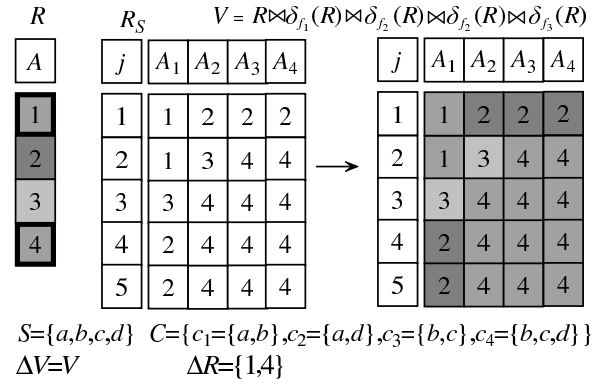 R R_S V = R⋈δ_{f_1}(R)⋈δ_{f_2}(R)⋈δ_{f_2}(R)⋈δ_{f_3}(R)
A j A_1 A_2 A_3 A_4 j A_1 A_2 A_3 A_4
1 1 1 2 2 2 1 1 2 2 2
2 2 1 3 4 4 2 1 3 4 4
3 3 3 4 4 4 3 3 4 4 4
4 4 2 4 4 4 4 2 4 4 4
5 2 4 4 4 5 2 4 4 4
S={a,b,c,d} C={c_1={a,b},c_2={a,d},c_3={b,c},c_4={b,c,d}}
ΔV=V ΔR={1,4}